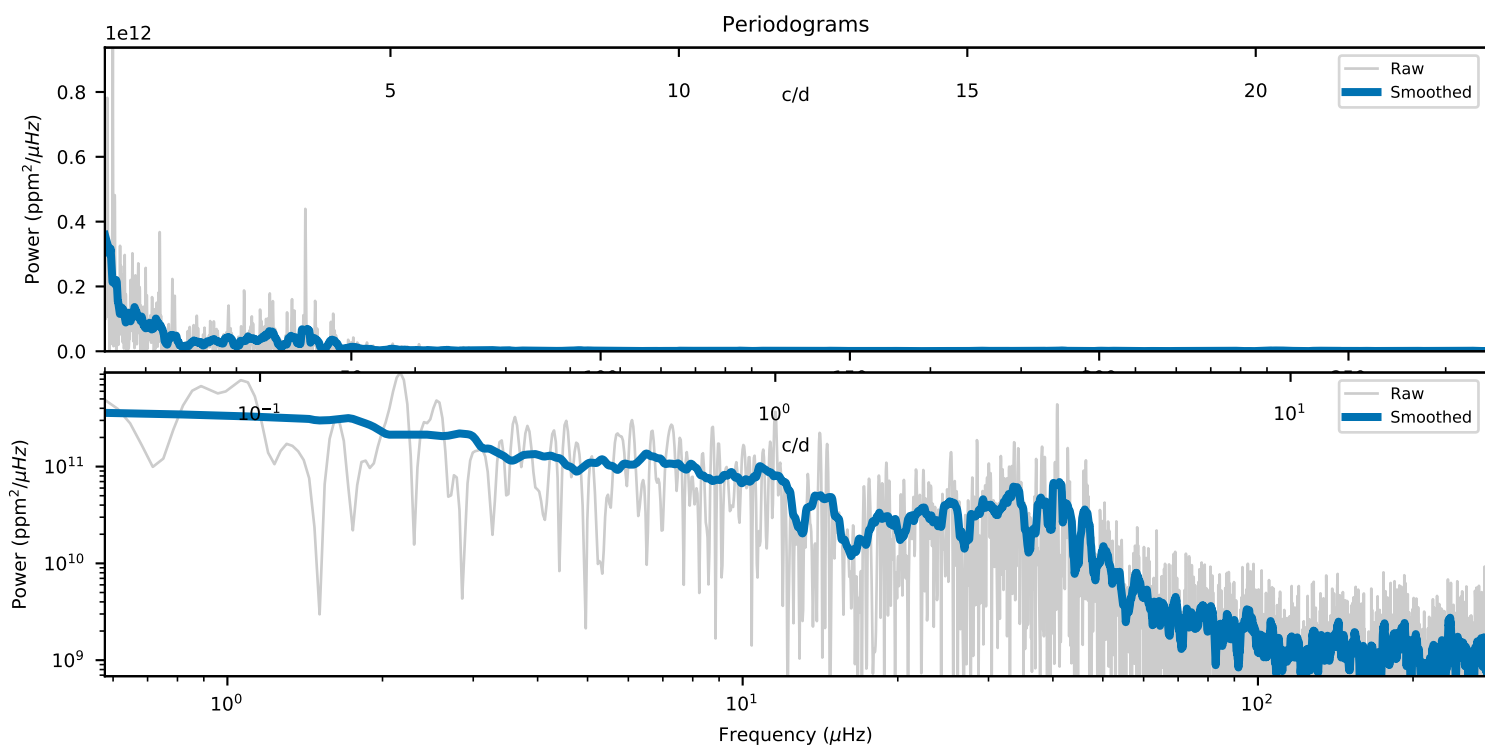 Periodograms
1e12
Power (ppm²/μHz)
0.8
0.6
0.4
0.2
0.0
5
10
15
20
c/d
Raw
Smoothed
Power (ppm²/μHz)
10¹¹
10¹⁰
10⁹
10⁻¹
10⁰
10¹
c/d
Raw
Smoothed
10⁰
10¹
10²
Frequency (μHz)